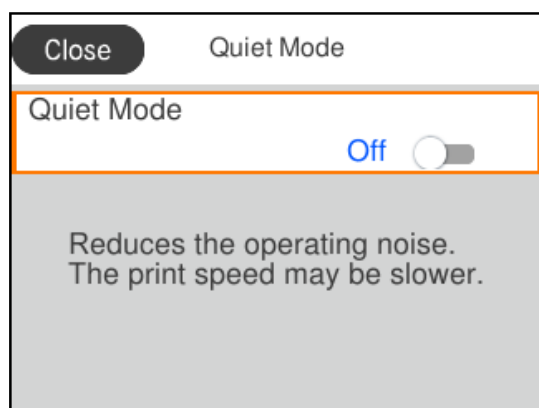 Close Quiet Mode
Quiet Mode
Off
Reduces the operating noise.
The print speed may be slower.